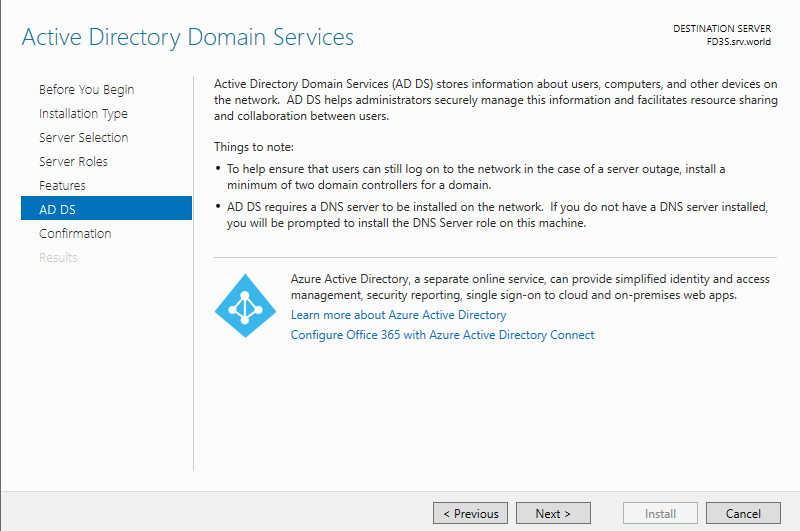 Active Directory Domain Services
DESTINATION SERVER
FD3S.srv.world
Before You Begin
Installation Type
Server Selection
Server Roles
Features
AD DS
Confirmation
Results
Active Directory Domain Services (AD DS) stores information about users, computers, and other devices on
the network.  AD DS helps administrators securely manage this information and facilitates resource sharing
and collaboration between users.
Things to note:
• To help ensure that users can still log on to the network in the case of a server outage, install a
minimum of two domain controllers for a domain.
• AD DS requires a DNS server to be installed on the network.  If you do not have a DNS server installed,
you will be prompted to install the DNS Server role on this machine.
Azure Active Directory, a separate online service, can provide simplified identity and access
management, security reporting, single sign-on to cloud and on-premises web apps.
Learn more about Azure Active Directory
Configure Office 365 with Azure Active Directory Connect
< Previous
Next >
Install
Cancel